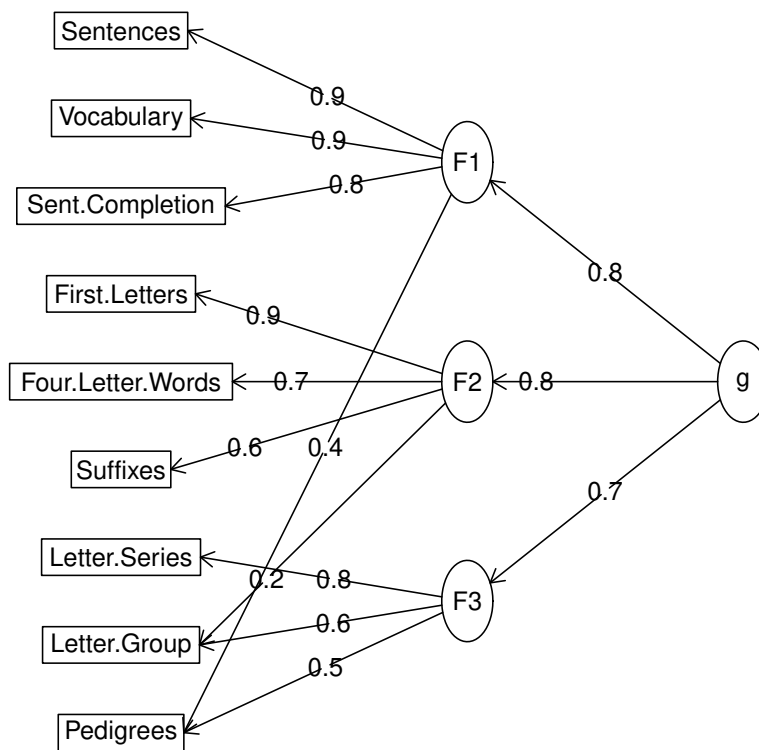 Sentences
0.9
Vocabulary
0.9
F1
Sent.Completion
0.8
0.8
First.Letters
0.9
Four.Letter.Words
0.7
F2
0.8
g
Suffixes
0.6
0.4
0.7
Letter.Series
0.2
0.8
F3
Letter.Group
0.6
0.5
Pedigrees